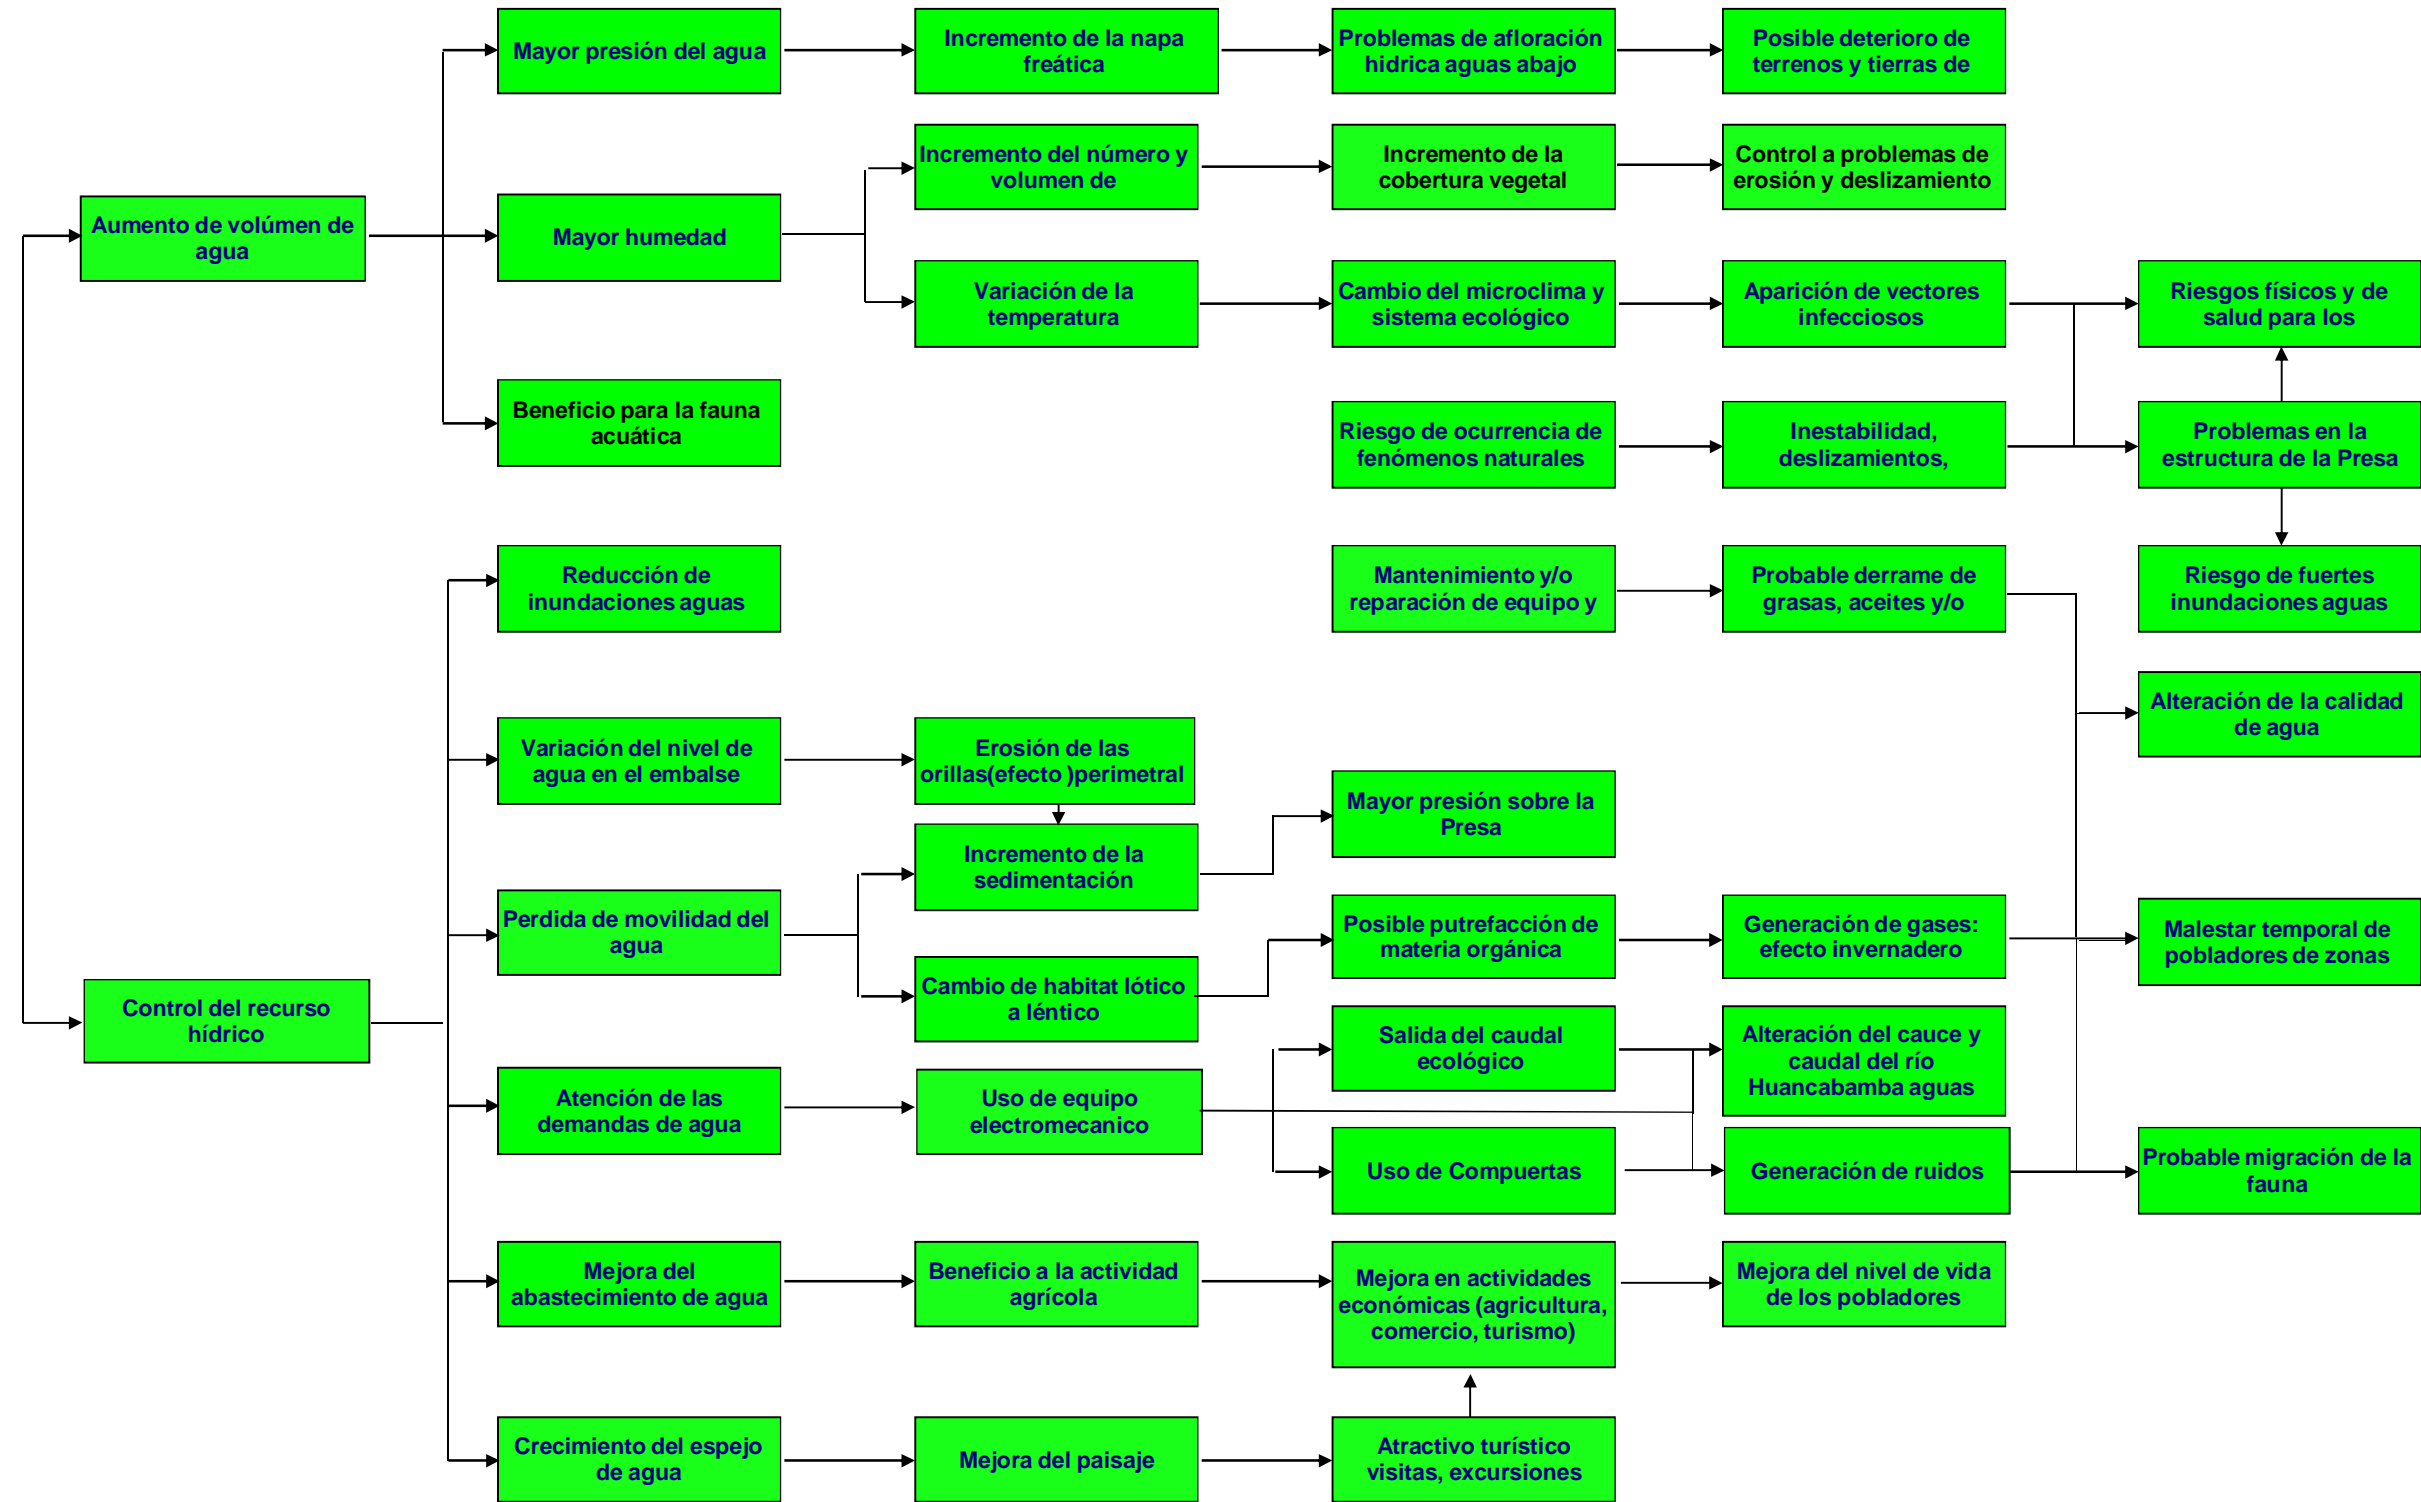 Mayor presión del agua
Incremento de la napa
freática
Problemas de afloración
hidrica aguas abajo
Posible deterioro de
terrenos y tierras de
Incremento del número y
volumen de
Incremento de la
cobertura vegetal
Control a problemas de
erosión y deslizamiento
Aumento de volúmen de
agua
Mayor humedad
Variación de la
temperatura
Cambio del microclima y
sistema ecológico
Aparición de vectores
infecciosos
Riesgos físicos y de
salud para los
Beneficio para la fauna
acuática
Riesgo de ocurrencia de
fenómenos naturales
Inestabilidad,
deslizamientos,
Problemas en la
estructura de la Presa
Reducción de
inundaciones aguas
Mantenimiento y/o
reparación de equipo y
Probable derrame de
grasas, aceites y/o
Riesgo de fuertes
inundaciones aguas
Alteración de la calidad
de agua
Variación del nivel de
agua en el embalse
Erosión de las
orillas(efecto )perimetral
Mayor presión sobre la
Presa
Incremento de la
sedimentación
Perdida de movilidad del
agua
Posible putrefacción de
materia orgánica
Generación de gases:
efecto invernadero
Malestar temporal de
pobladores de zonas
Cambio de habitat lótico
a léntico
Control del recurso
hídrico
Salida del caudal
ecológico
Alteración del cauce y
caudal del río
Huancabamba aguas
Atención de las
demandas de agua
Uso de equipo
electromecanico
Uso de Compuertas
Generación de ruidos
Probable migración de la
fauna
Mejora del
abastecimiento de agua
Beneficio a la actividad
agrícola
Mejora en actividades
económicas (agricultura,
comercio, turismo)
Mejora del nivel de vida
de los pobladores
Crecimiento del espejo
de agua
Mejora del paisaje
Atractivo turístico
visitas, excursiones